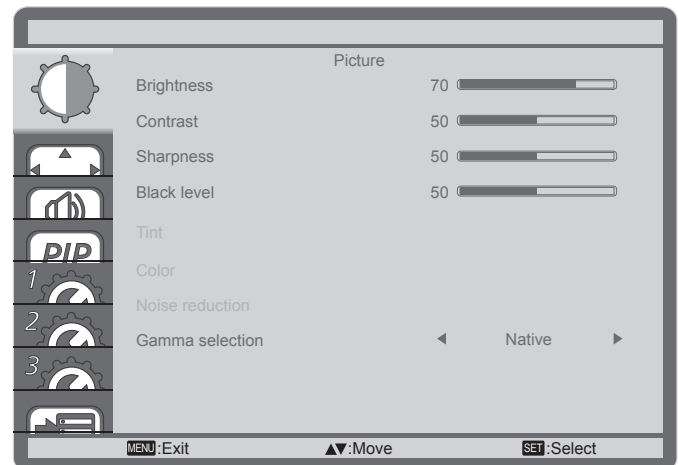 Picture
Brightness 70
Contrast 50
Sharpness 50
Black level 50
Tint
Color
Noise reduction
Gamma selection Native
PIP
1
2
3
MENU :Exit ▲▼:Move SET :Select